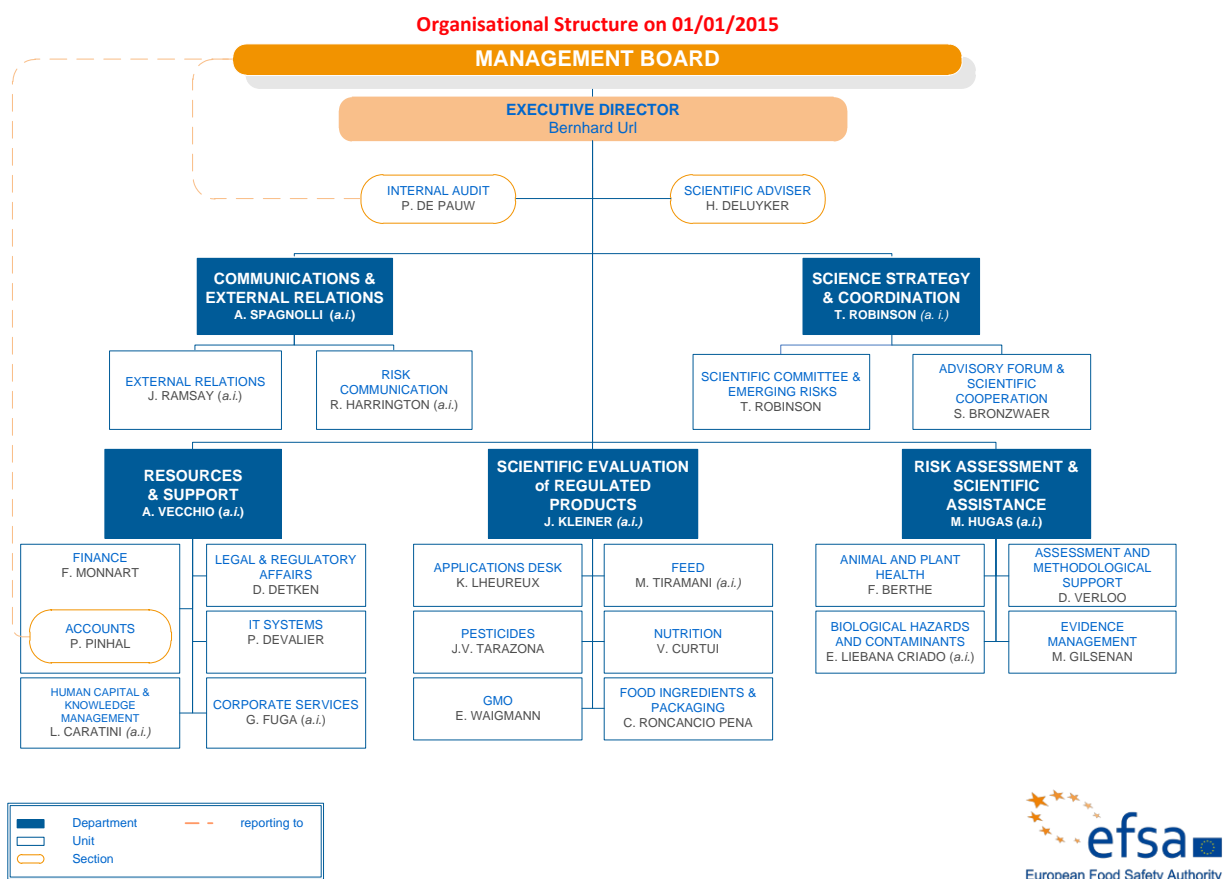 Organisational Structure on 01/01/2015
MANAGEMENT BOARD
EXECUTIVE DIRECTOR
Bernhard Url
INTERNAL AUDIT
P. DE PAUW
SCIENTIFIC ADVISER
H. DELUYKER
COMMUNICATIONS &
EXTERNAL RELATIONS
A. SPAGNOLLI (a.i.)
SCIENCE STRATEGY
& COORDINATION
T. ROBINSON (a. i.)
EXTERNAL RELATIONS
J. RAMSAY (a.i.)
RISK
COMMUNICATION
R. HARRINGTON (a.i.)
SCIENTIFIC COMMITTEE &
EMERGING RISKS
T. ROBINSON
ADVISORY FORUM &
SCIENTIFIC
COOPERATION
S. BRONZWAER
RESOURCES
& SUPPORT
A. VECCHIO (a.i.)
SCIENTIFIC EVALUATION
of REGULATED
PRODUCTS
J. KLEINER (a.i.)
RISK ASSESSMENT &
SCIENTIFIC
ASSISTANCE
M. HUGAS (a.i.)
FINANCE
F. MONNART
LEGAL & REGULATORY
AFFAIRS
D. DETKEN
ACCOUNTS
P. PINHAL
IT SYSTEMS
P. DEVALIER
HUMAN CAPITAL &
KNOWLEDGE
MANAGEMENT
L. CARATINI (a.i.)
CORPORATE SERVICES
G. FUGA (a.i.)
APPLICATIONS DESK
K. LHEUREUX
FEED
M. TIRAMANI (a.i.)
PESTICIDES
J.V. TARAZONA
NUTRITION
V. CURTUI
GMO
E. WAIGMANN
FOOD INGREDIENTS &
PACKAGING
C. RONCANCIO PENA
ANIMAL AND PLANT
HEALTH
F. BERTHE
ASSESSMENT AND
METHODOLOGICAL
SUPPORT
D. VERLOO
BIOLOGICAL HAZARDS
AND CONTAMINANTS
E. LIEBANA CRIADO (a.i.)
EVIDENCE
MANAGEMENT
M. GILSENAN
Department
reporting to
Unit
Section
efsa
European Food Safety Authority